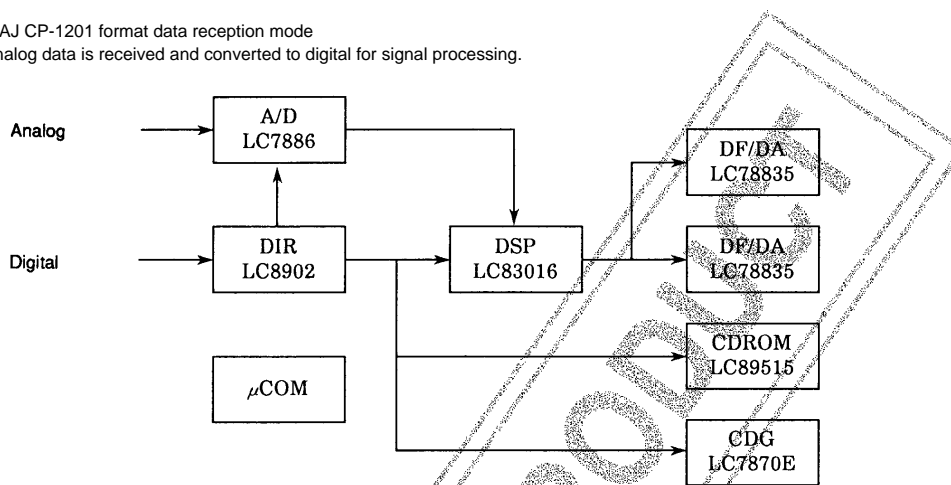 AJ CP-1201 format data reception mode
nalog data is received and converted to digital for signal processing.
Analog
A/D
LC7886
DF/DA
LC78835
Digital
DIR
LC8902
DSP
LC83016
DF/DA
LC78835
CDROM
LC89515
μCOM
CDG
LC7870E
PRODUCT